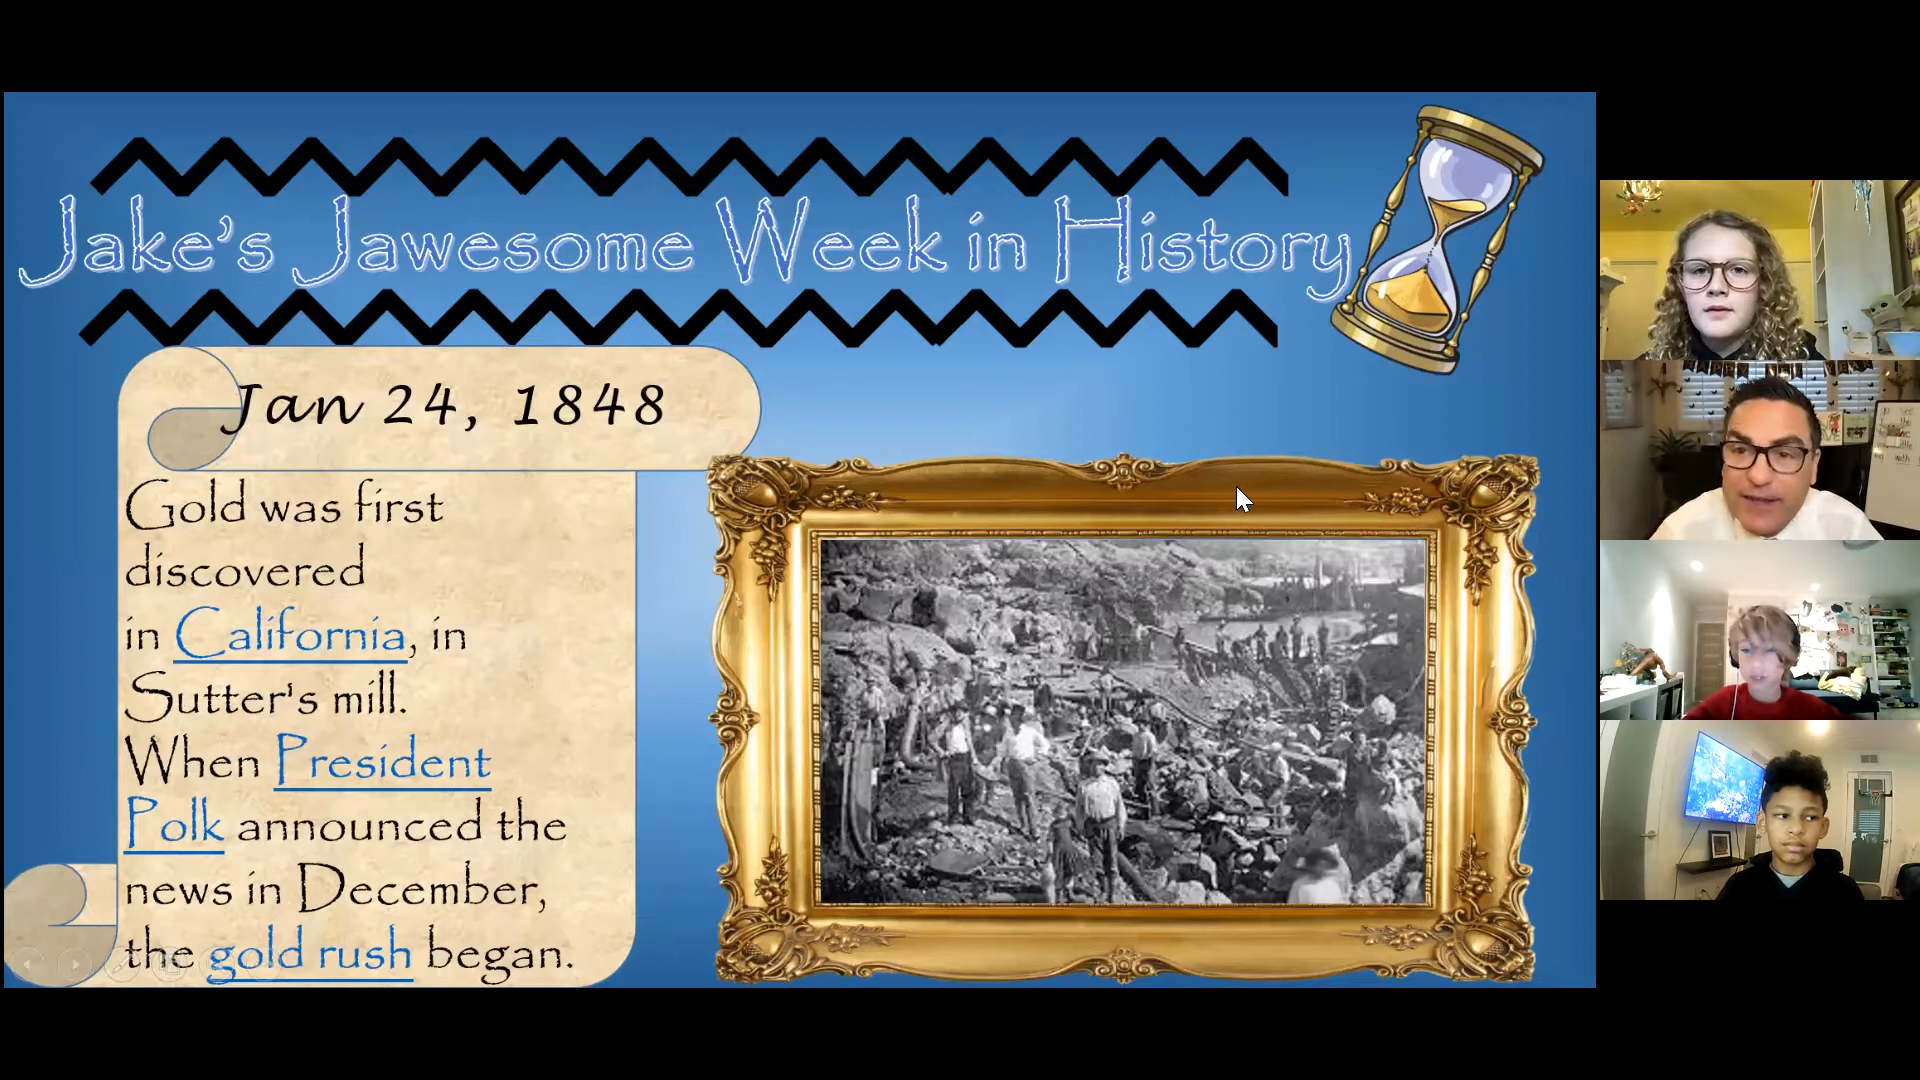 Jake's Jawesome Week in History
Jan 24, 1848
Gold was first
discovered
in California, in
Sutter's mill.
When President
Polk announced the
news in December,
the gold rush began.